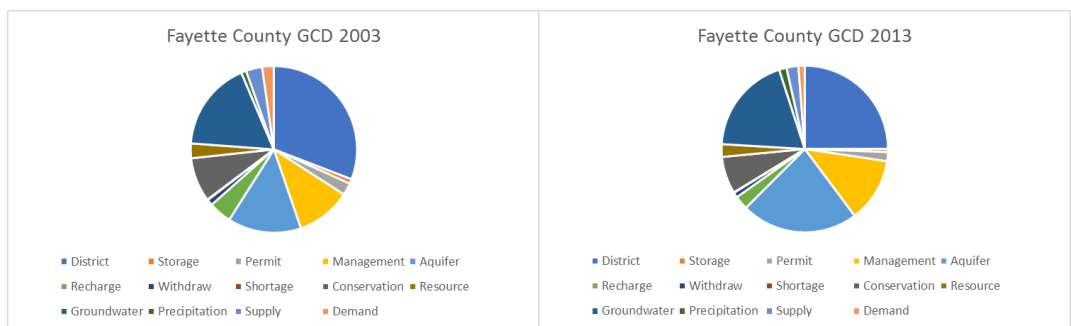 Fayette County GCD 2003
District Storage Permit Management Aquifer
Recharge Withdraw Shortage Conservation Resource
Groundwater Precipitation Supply Demand
Fayette County GCD 2013
District Storage Permit Management Aquifer
Recharge Withdraw Shortage Conservation Resource
Groundwater Precipitation Supply Demand